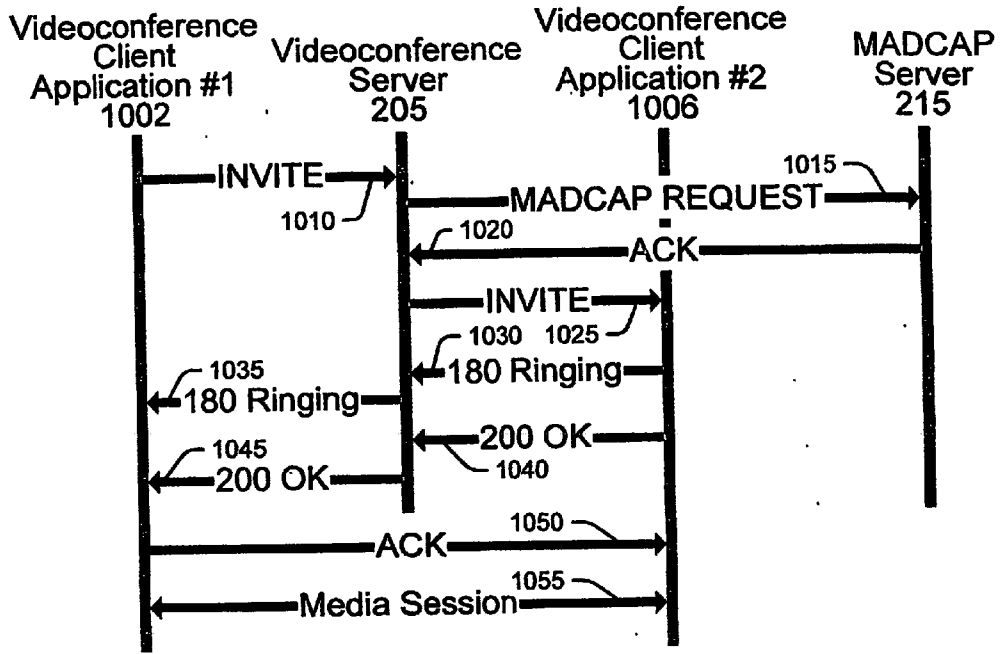 Videoconference
Client
Application #1
1002
Videoconference
Server
205
Videoconference
Client
Application #2
1006
MADCAP
Server
215
INVITE
1010
1015
MADCAP REQUEST
1020
ACK
INVITE
1025
1030
180 Ringing
1035
180 Ringing
200 OK
1040
1045
200 OK
1050
ACK
1055
Media Session